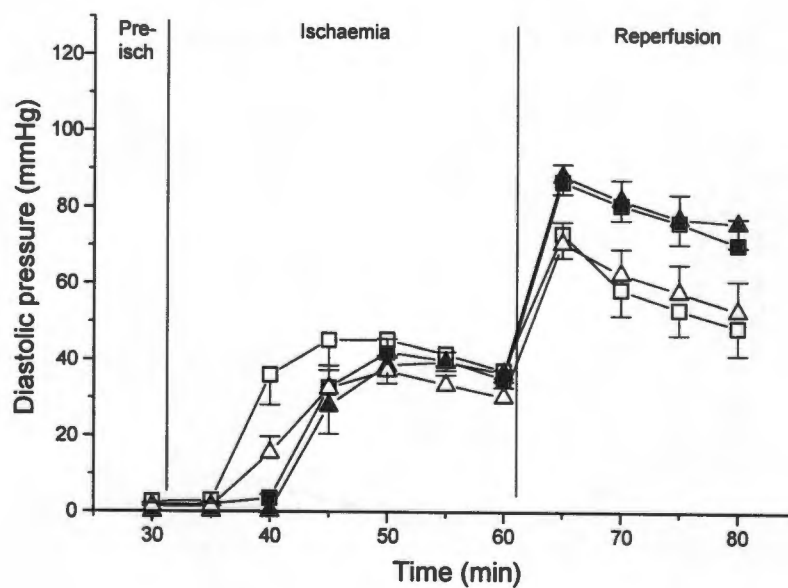 Pre-
isch
Ischaemia
Reperfusion
Diastolic pressure (mmHg)
120
100
80
60
40
20
0
30
40
50
60
70
80
Time (min)